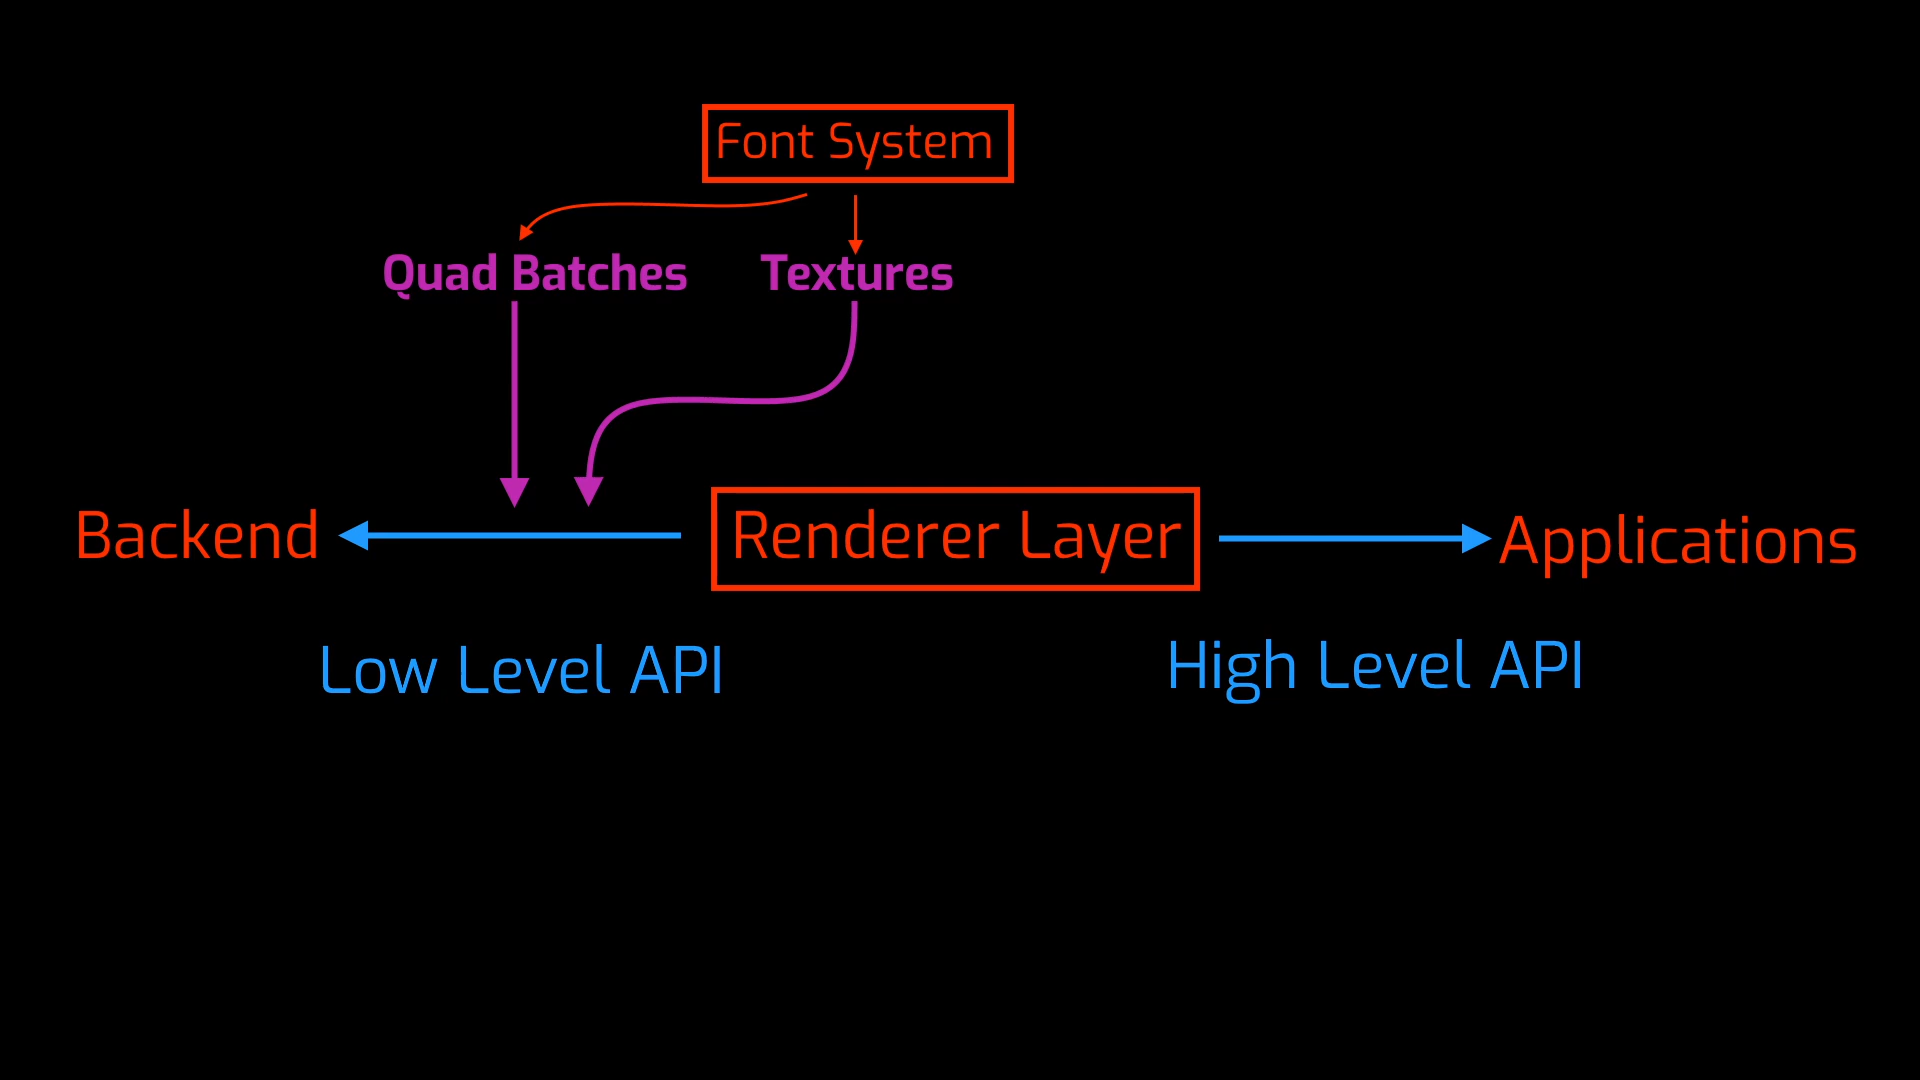 Font System
Quad Batches
Textures
Backend
Renderer Layer
Applications
Low Level API
High Level API